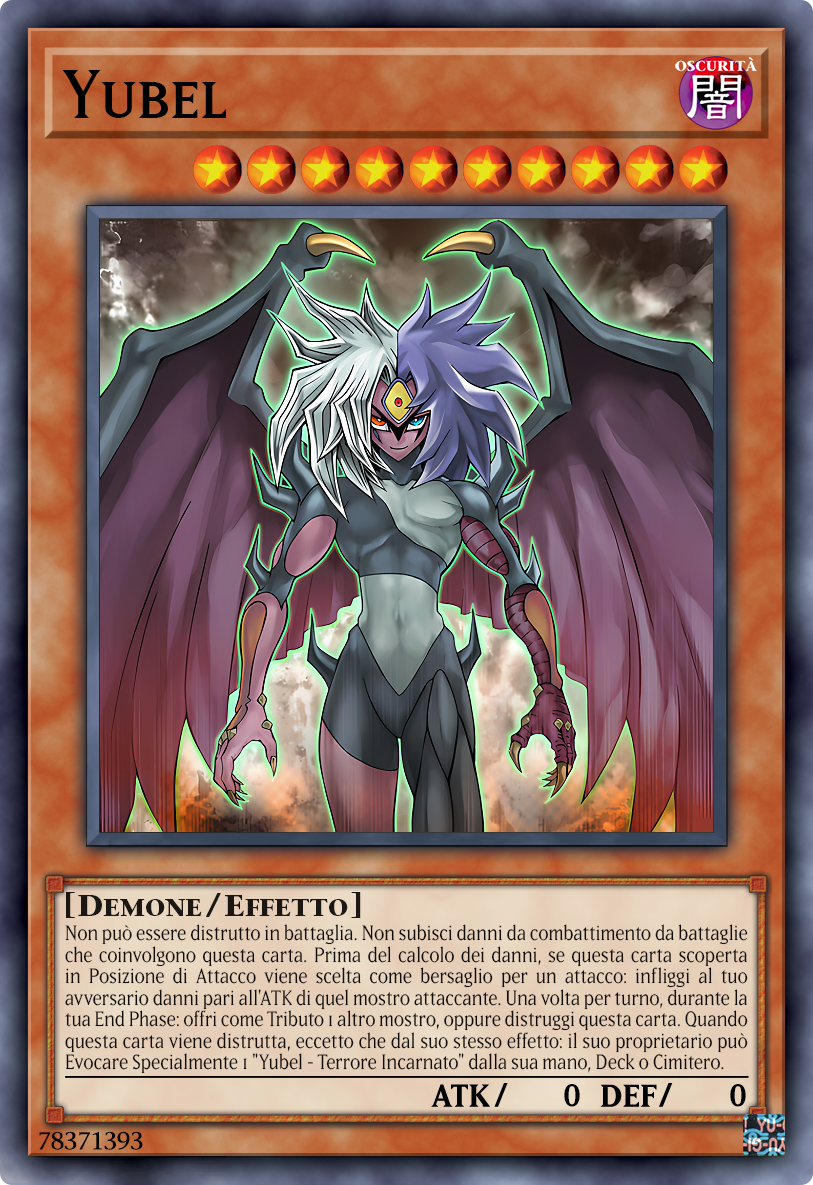 Yubel
OSCURITÀ
闇
[Demone/Effetto]
Non può essere distrutto in battaglia. Non subisci danni da combattimento da battaglie
che coinvolgono questa carta. Prima del calcolo dei danni, se questa carta scoperta
in Posizione di Attacco viene scelta come bersaglio per un attacco: infliggi al tuo
avversario danni pari all'ATK di quel mostro attaccante. Una volta per turno, durante la
tua End Phase: offri come Tributo 1 altro mostro, oppure distruggi questa carta. Quando
questa carta viene distrutta, eccetto che dal suo stesso effetto: il suo proprietario può
Evocare Specialmente 1 "Yubel - Terrore Incarnato" dalla sua mano, Deck o Cimitero.
ATK/ 0 DEF/ 0
78371393